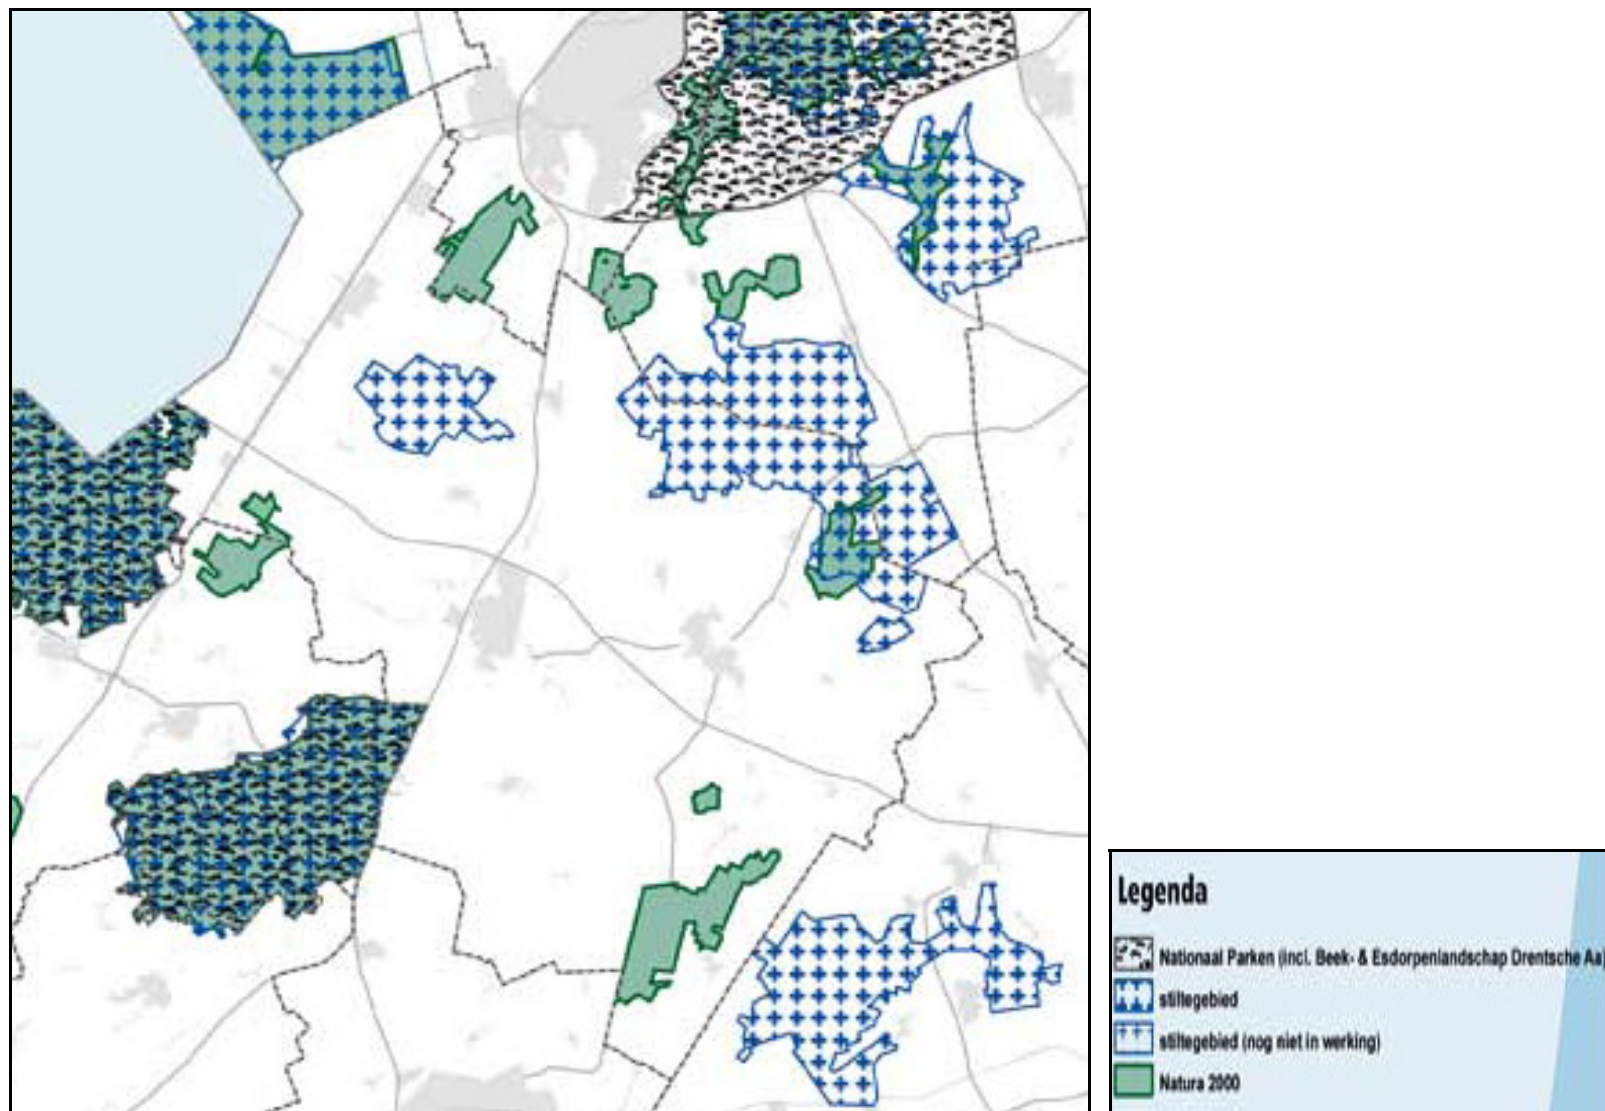 Legenda
Nationaal Parken (incl. Beek- & Esdorpenlandschap Drentsche Aa)
stiltegebied
stiltegebied (nog niet in werking)
Natura 2000